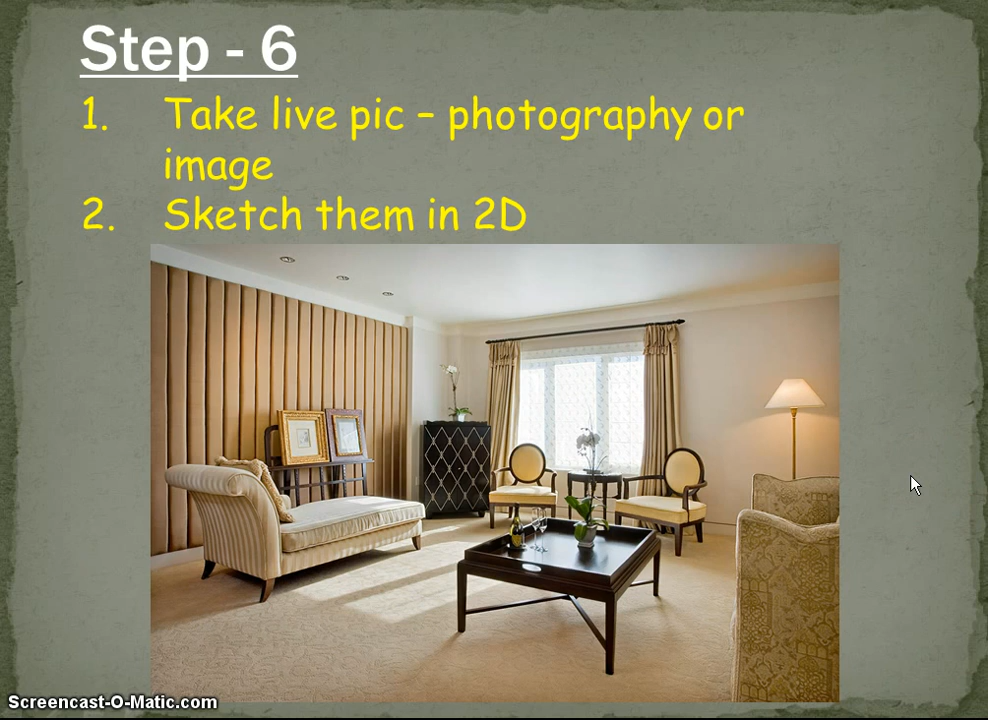 Step - 6
1. Take live pic – photography or
image
2. Sketch them in 2D
Screencast-O-Matic.com